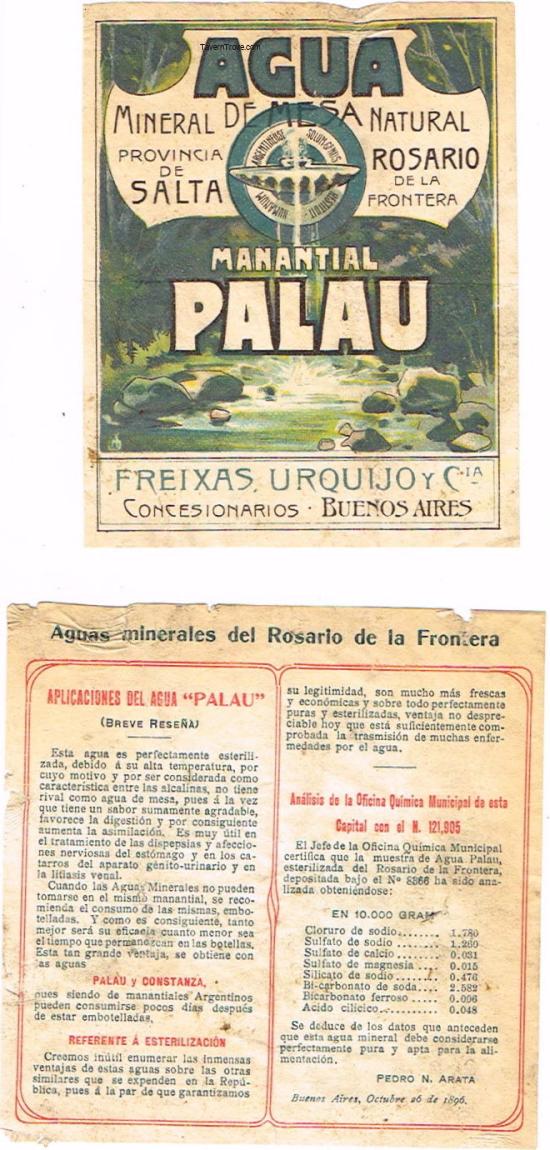 TavernTrove.com
AGUA
DE MESA
MINERAL
NATURAL
PROVINCIA
DE
SALTA
ROSARIO
DE LA
FRONTERA
ARGENTINENSE SOLUM GENUS
HUMANUM INSTITUIT
MANANTIAL
PALAU
FREIXAS, URQUIJO Y CIA
CONCESIONARIOS · BUENOS AIRES
Aguas minerales del Rosario de la Frontera
APLICACIONES DEL AGUA “PALAU”
(BREVE RESEÑA)
Esta agua es perfectamente esterili-
zada, debido á su alta temperatura, por
cuyo motivo y por ser considerada como
característica entre las alcalinas, no tiene
rival como agua de mesa, pues á la vez
que tiene un sabor sumamente agradable,
favorece la digestión y por consiguiente
aumenta la asimilación. Es muy útil en
el tratamiento de las dispepsias y afeccio-
nes nerviosas del estómago y en los ca-
tarros del aparato génito-urinario y en
la litiasis venal.
Cuando las Aguas Minerales no pueden
tomarse en el mismo manantial, se reco-
mienda el consumo de las mismas, embo-
telladas. Y como es consiguiente, tanto
mejor será su eficacia cuanto menor sea
el tiempo que permanezcan en las botellas.
Esta tan grande ventaja, se obtiene con
las aguas
PALAU y CONSTANZA,
pues siendo de manantiales Argentinos
pueden consumirse pocos días después
de estar embotelladas.
REFERENTE Á ESTERILIZACIÓN
Creemos inútil enumerar las inmensas
ventajas de estas aguas sobre las otras
similares que se expenden en la Repú-
blica, pues á la par de que garantizamos
su legitimidad, son mucho más frescas
y económicas y sobre todo perfectamente
puras y esterilizadas, ventaja no despre-
ciable hoy que está suficientemente com-
probada la trasmisión de muchas enfer-
medades por el agua.
Análisis de la Oficina Química Municipal de esta
Capital con el N. 121,905
El Jefe de la Oficina Química Municipal
certifica que la muestra de Agua Palau,
esterilizada del Rosario de la Frontera,
depositada bajo el Nº 8366 ha sido ana-
lizada obteniéndose:
EN 10.000 GRAM
Cloruro de sodio........ 1.780
Sulfato de sodio ........ 1.260
Sulfato de calcio ........ 0.031
Sulfato de magnesia .... 0.015
Silicato de sodio........ 0.476
Bi-carbonato de soda.... 2.582
Bicarbonato ferroso ..... 0.096
Acido cilícico........... 0.048
Se deduce de los datos que anteceden
que esta agua mineral debe considerarse
perfectamente pura y apta para la ali-
mentación.
PEDRO N. ARATA
Buenos Aires, Octubre 26 de 1896.